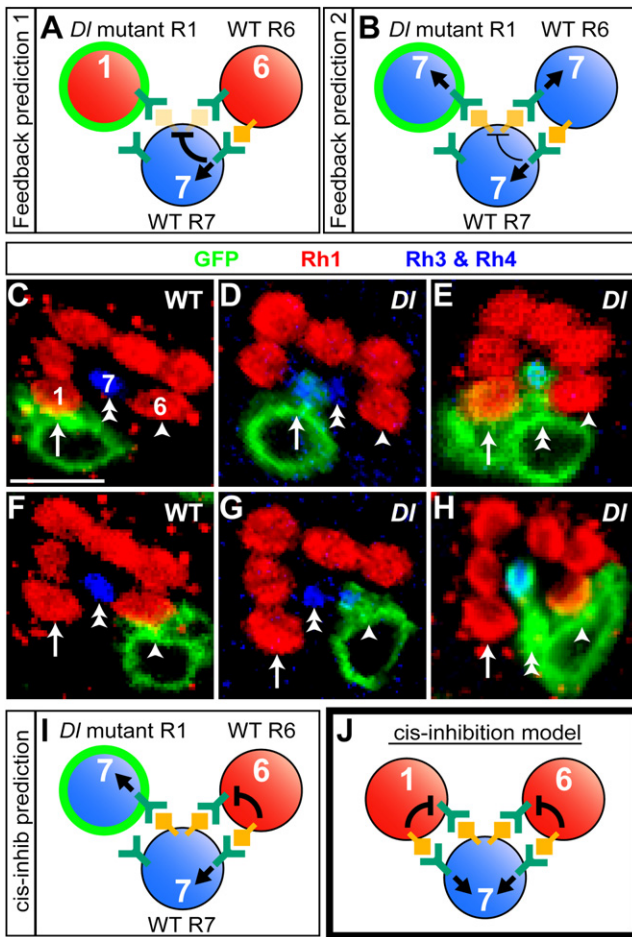 Feedback prediction 1
A
Dl mutant R1
WT R6
1
6
7
WT R7
Feedback prediction 2
B
Dl mutant R1
WT R6
7
7
7
WT R7
GFP Rh1 Rh3 & Rh4
C
WT
1
7
6
D
Dl
E
Dl
F
WT
G
Dl
H
Dl
cis-inhib prediction
I
Dl mutant R1
WT R6
7
6
7
WT R7
J
cis-inhibition model
1
6
7